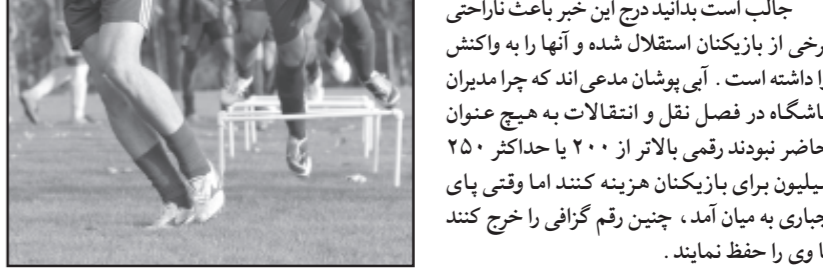 جالب است بدانید درج این خبر باعث ناراحتی
رخی از بازیکنان استقلال شده و آنها را به واکنش
ا داشته است . آبی پوشان مدعی اند که چرا مدیران
اشگاه در فصل نقل و انتقالات به هیچ عنوان
حاضر نبودند رقمی بالاتر از ۲۰۰ یا حداکثر ۲۵۰
یلیون برای بازیکنان هزینه کنند اما وقتی پای
جباری به میان آمد ، چنین رقم گزافی را خرج کنند
ا وی را حفظ نمایند .